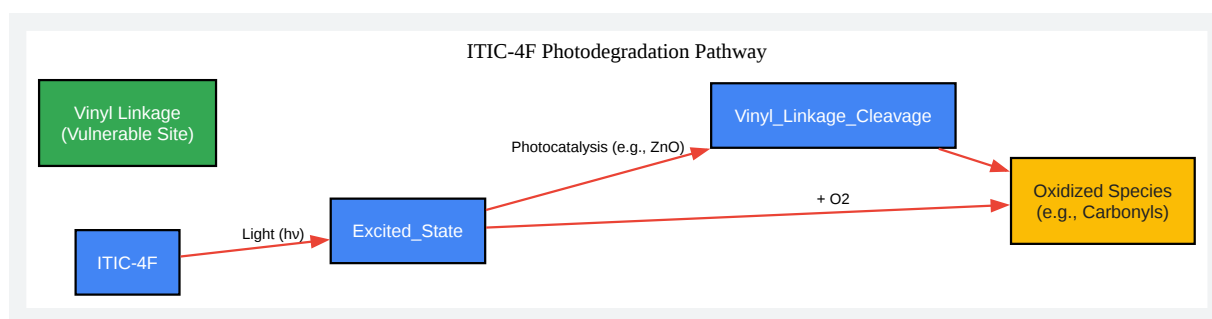 ITIC-4F Photodegradation Pathway
Vinyl Linkage
(Vulnerable Site)
Vinyl_Linkage_Cleavage
Photocatalysis (e.g., ZnO)
Oxidized Species
(e.g., Carbonyls)
+ O2
Excited_State
Light (hν)
ITIC-4F